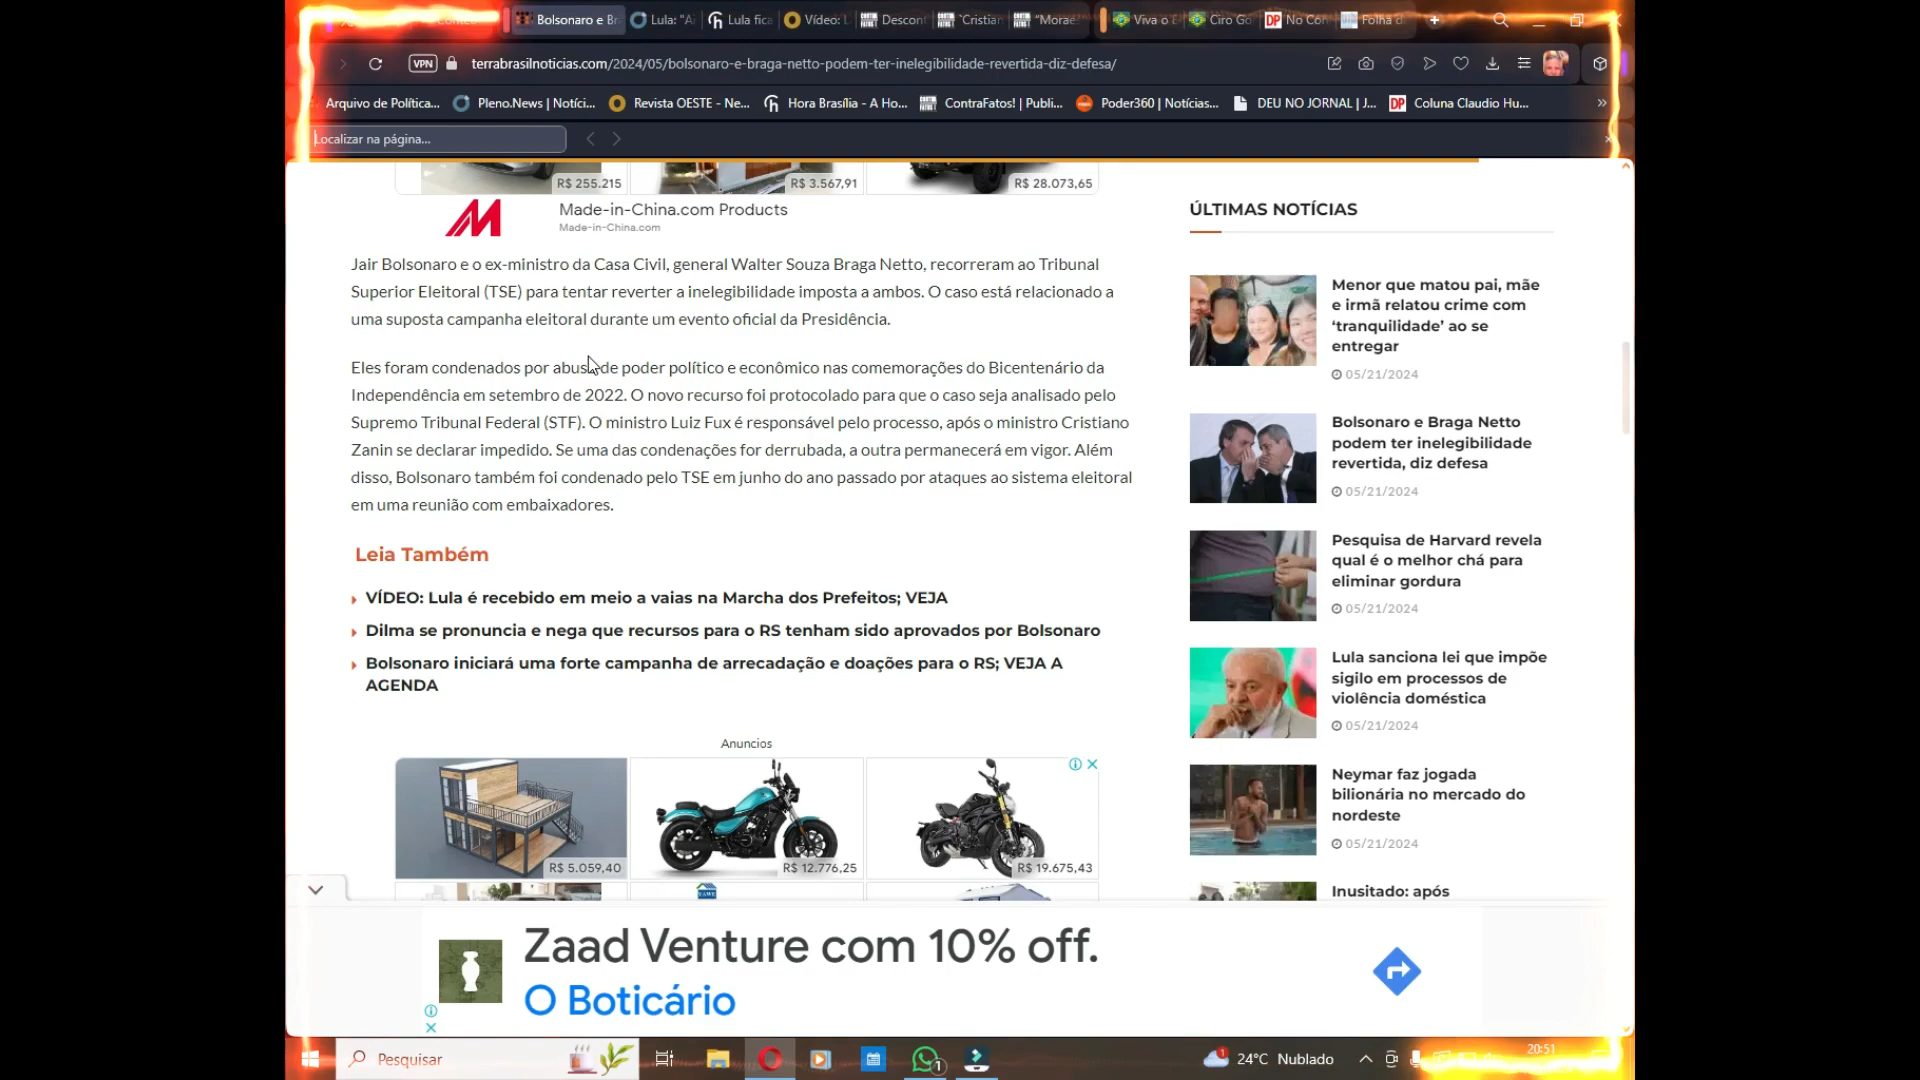 Bolsonaro e Br
Lula: "A
Lula fica
Vídeo: L
Descon
'Cristian
"Morae
Viva o
Ciro Go
No Con
Folha d
VPN
terrabrasilnoticias.com/2024/05/bolsonaro-e-braga-netto-podem-ter-inelegibilidade-revertida-diz-defesa/
Arquivo de Política...
Pleno.News | Notíci...
Revista OESTE - Ne...
Hora Brasília - A Ho...
ContraFatos! | Publi...
Poder360 | Notícias...
DEU NO JORNAL | J...
Coluna Claudio Hu...
Localizar na página...
R$ 255.215
R$ 3.567,91
R$ 28.073,65
Made-in-China.com Products
Made-in-China.com
Jair Bolsonaro e o ex-ministro da Casa Civil, general Walter Souza Braga Netto, recorreram ao Tribunal
Superior Eleitoral (TSE) para tentar reverter a inelegibilidade imposta a ambos. O caso está relacionado a
uma suposta campanha eleitoral durante um evento oficial da Presidência.
Eles foram condenados por abuso de poder político e econômico nas comemorações do Bicentenário da
Independência em setembro de 2022. O novo recurso foi protocolado para que o caso seja analisado pelo
Supremo Tribunal Federal (STF). O ministro Luiz Fux é responsável pelo processo, após o ministro Cristiano
Zanin se declarar impedido. Se uma das condenações for derrubada, a outra permanecerá em vigor. Além
disso, Bolsonaro também foi condenado pelo TSE em junho do ano passado por ataques ao sistema eleitoral
em uma reunião com embaixadores.
Leia Também
VÍDEO: Lula é recebido em meio a vaias na Marcha dos Prefeitos; VEJA
Dilma se pronuncia e nega que recursos para o RS tenham sido aprovados por Bolsonaro
Bolsonaro iniciará uma forte campanha de arrecadação e doações para o RS; VEJA A
AGENDA
Anuncios
R$ 5.059,40
R$ 12.776,25
R$ 19.675,43
ÚLTIMAS NOTÍCIAS
Menor que matou pai, mãe
e irmã relatou crime com
‘tranquilidade’ ao se
entregar
05/21/2024
Bolsonaro e Braga Netto
podem ter inelegibilidade
revertida, diz defesa
05/21/2024
Pesquisa de Harvard revela
qual é o melhor chá para
eliminar gordura
05/21/2024
Lula sanciona lei que impõe
sigilo em processos de
violência doméstica
05/21/2024
Neymar faz jogada
bilionária no mercado do
nordeste
05/21/2024
Inusitado: após
Zaad Venture com 10% off.
O Boticário
Pesquisar
1
1
24°C Nublado
20:51